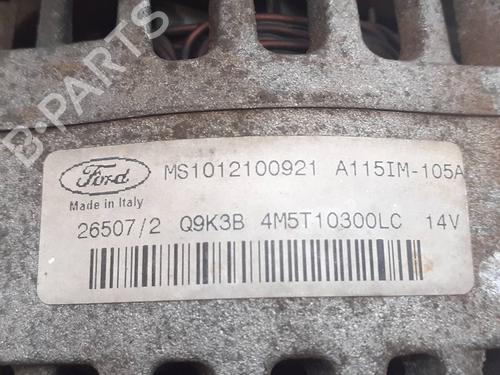 B-PARTS
Ford
MS1012100921 A115IM-105A
Made in Italy
26507/2 Q9K3B 4M5T10300LC 14V